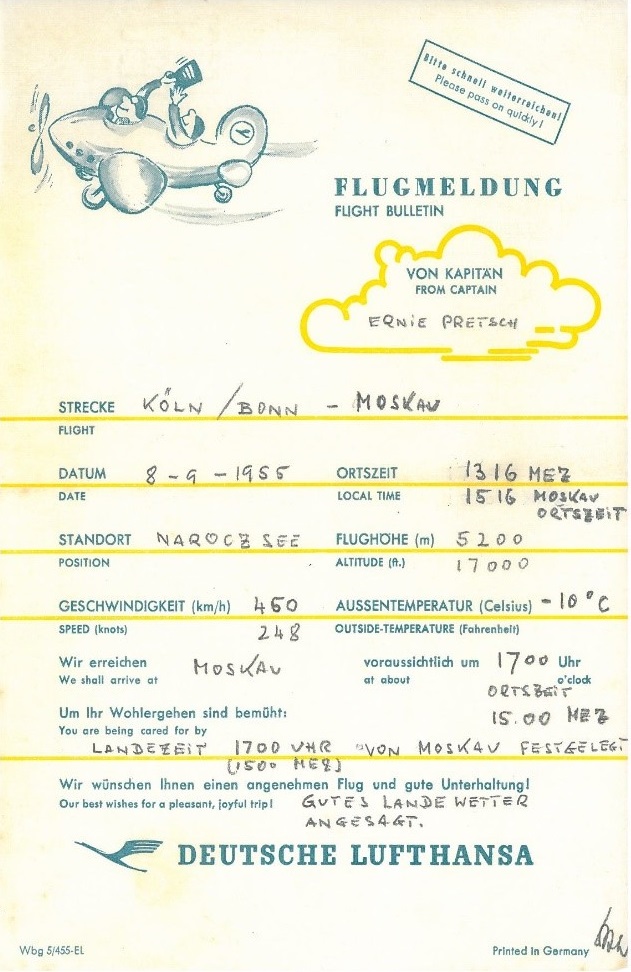 Bitte schnell weiterreichen!
Please pass on quickly!
FLUGMELDUNG
FLIGHT BULLETIN
VON KAPITÄN
FROM CAPTAIN
ERNIE PRETSCH
STRECKE KÖLN / BONN - MOSKAU
FLIGHT
DATUM 8-9-1955 ORTSZEIT 1316 MEZ
DATE LOCAL TIME 1516 MOSKAU
ORTSZEIT
STANDORT NAROCZ SEE FLUGHÖHE (m) 5200
POSITION ALTITUDE (ft.) 17000
GESCHWINDIGKEIT (km/h) 460 AUSSENTEMPERATUR (Celsius) -10°C
SPEED (knots) 248 OUTSIDE-TEMPERATURE (Fahrenheit)
Wir erreichen MOSKAU voraussichtlich um 1700 Uhr
We shall arrive at at about o'clock
ORTSZEIT
Um Ihr Wohlergehen sind bemüht: 15.00 MEZ
You are being cared for by
LANDEZEIT 1700 UHR VON MOSKAU FESTGELEGT
(1500 MEZ)
Wir wünschen Ihnen einen angenehmen Flug und gute Unterhaltung!
Our best wishes for a pleasant, joyful trip! GUTES LANDEWETTER
ANGESAGT.
DEUTSCHE LUFTHANSA
Wbg 5/455-EL Printed in Germany